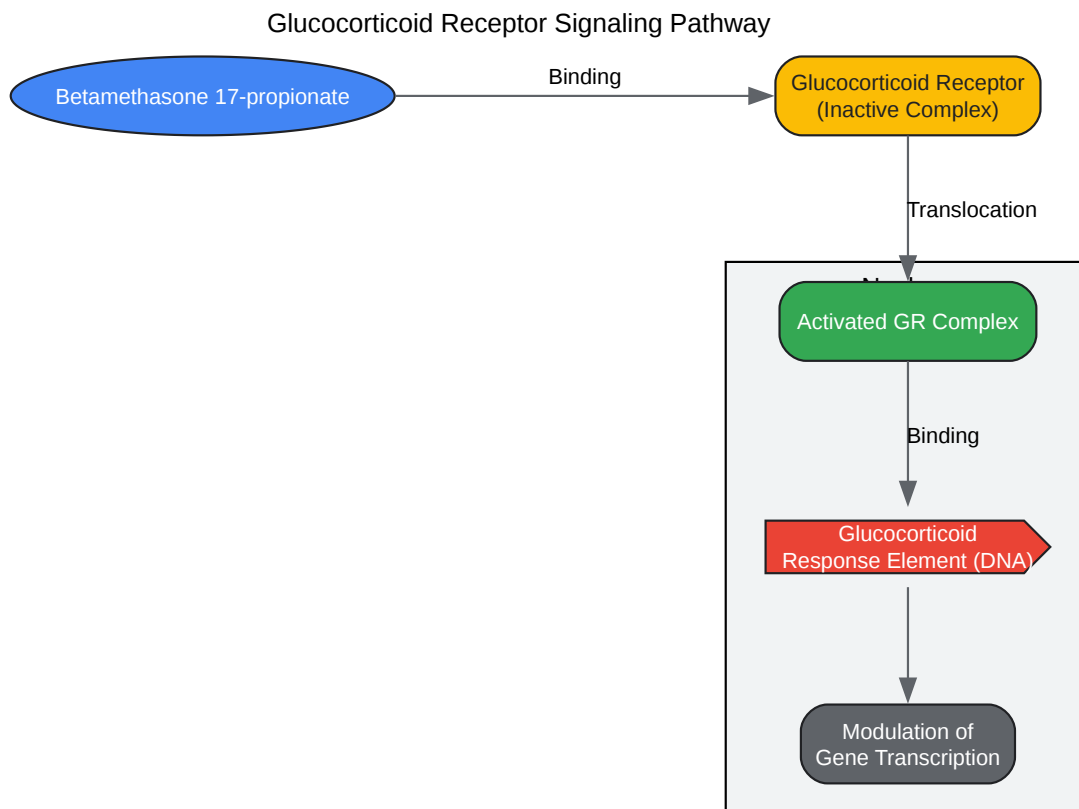 Glucocorticoid Receptor Signaling Pathway
Betamethasone 17-propionate
Binding
Glucocorticoid Receptor
(Inactive Complex)
Translocation
Activated GR Complex
Binding
Glucocorticoid
Response Element (DNA)
Modulation of
Gene Transcription